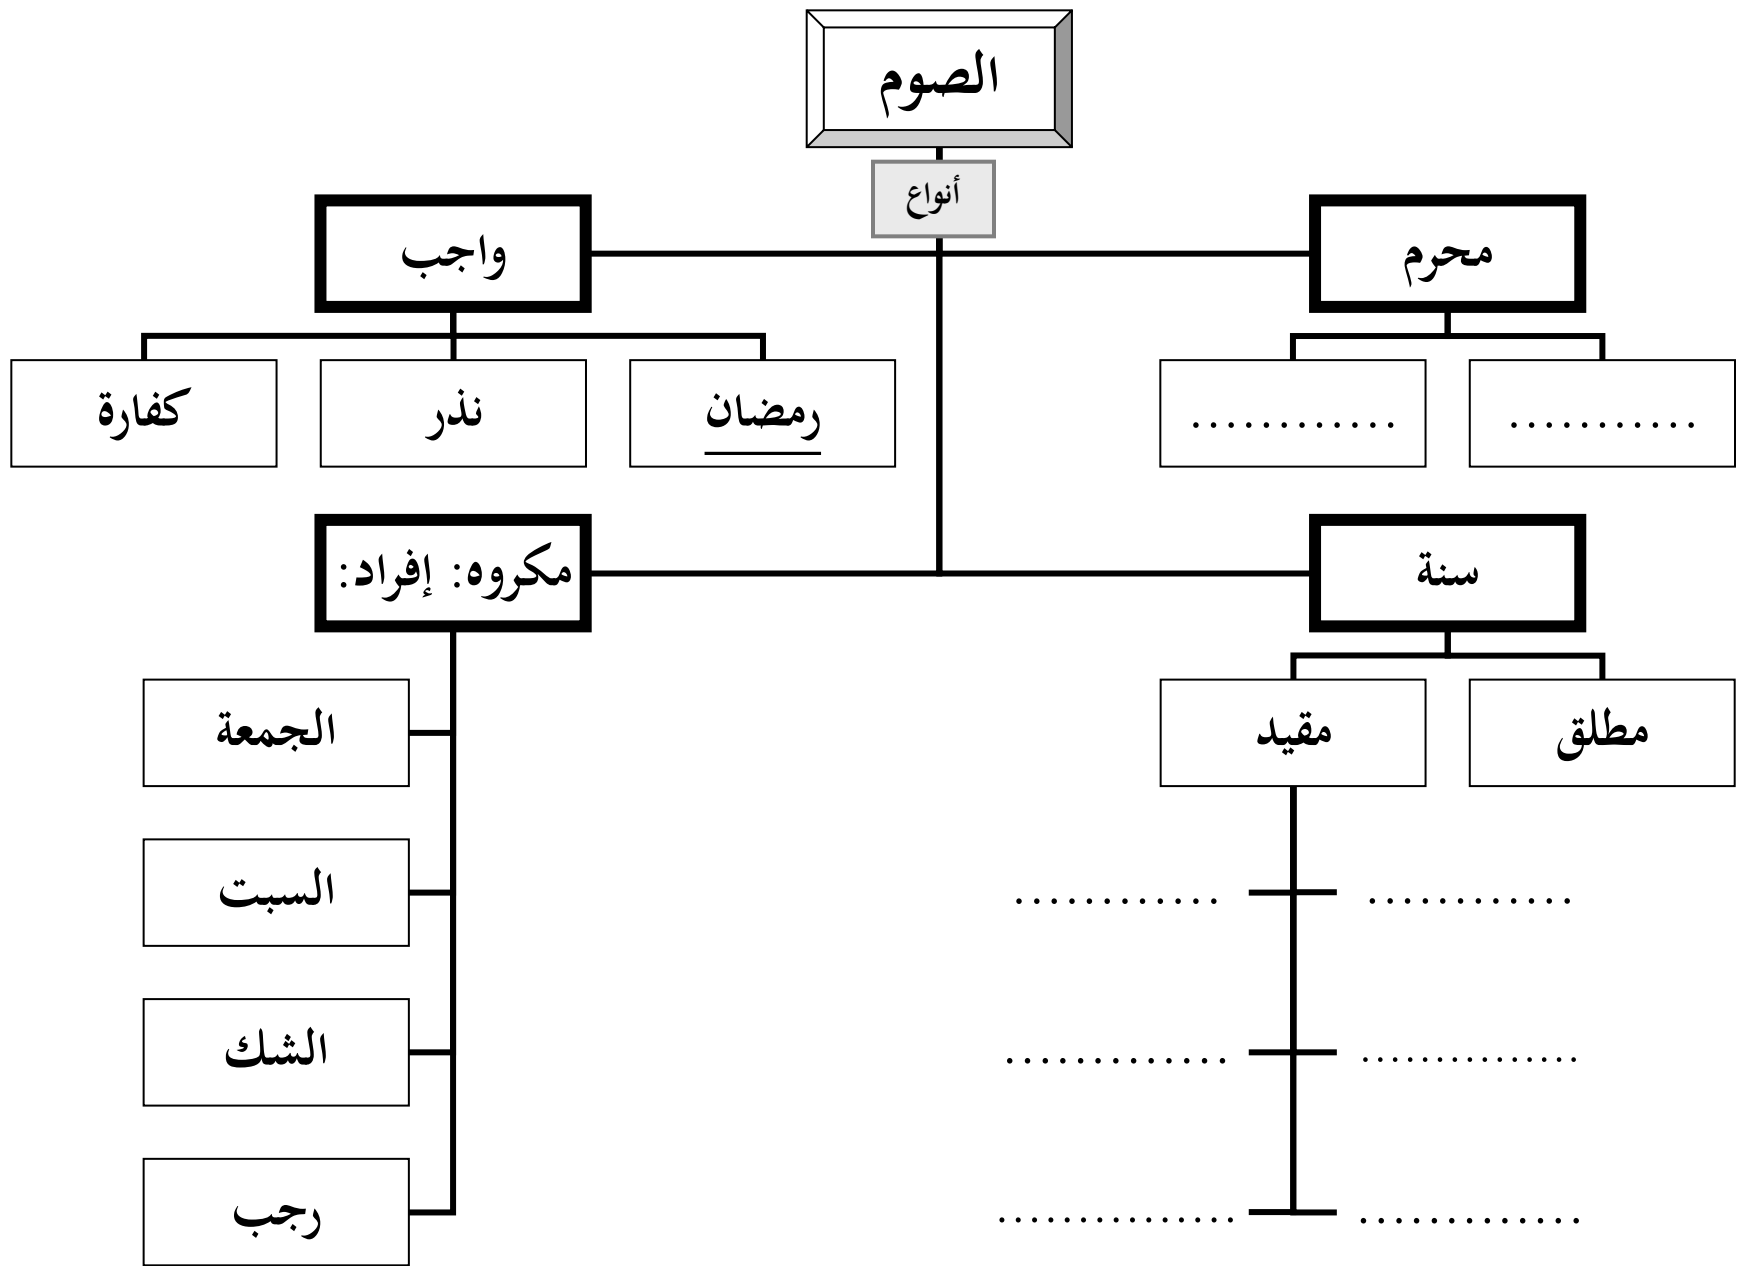 الصوم
أنواع
محرم
واجب
...........
............
رمضان
نذر
كفارة
سنة
مكروه: إفراد:
مطلق
مقيد
الجمعة
السبت
............
............
الشك
...............
.............
رجب
.............
...............